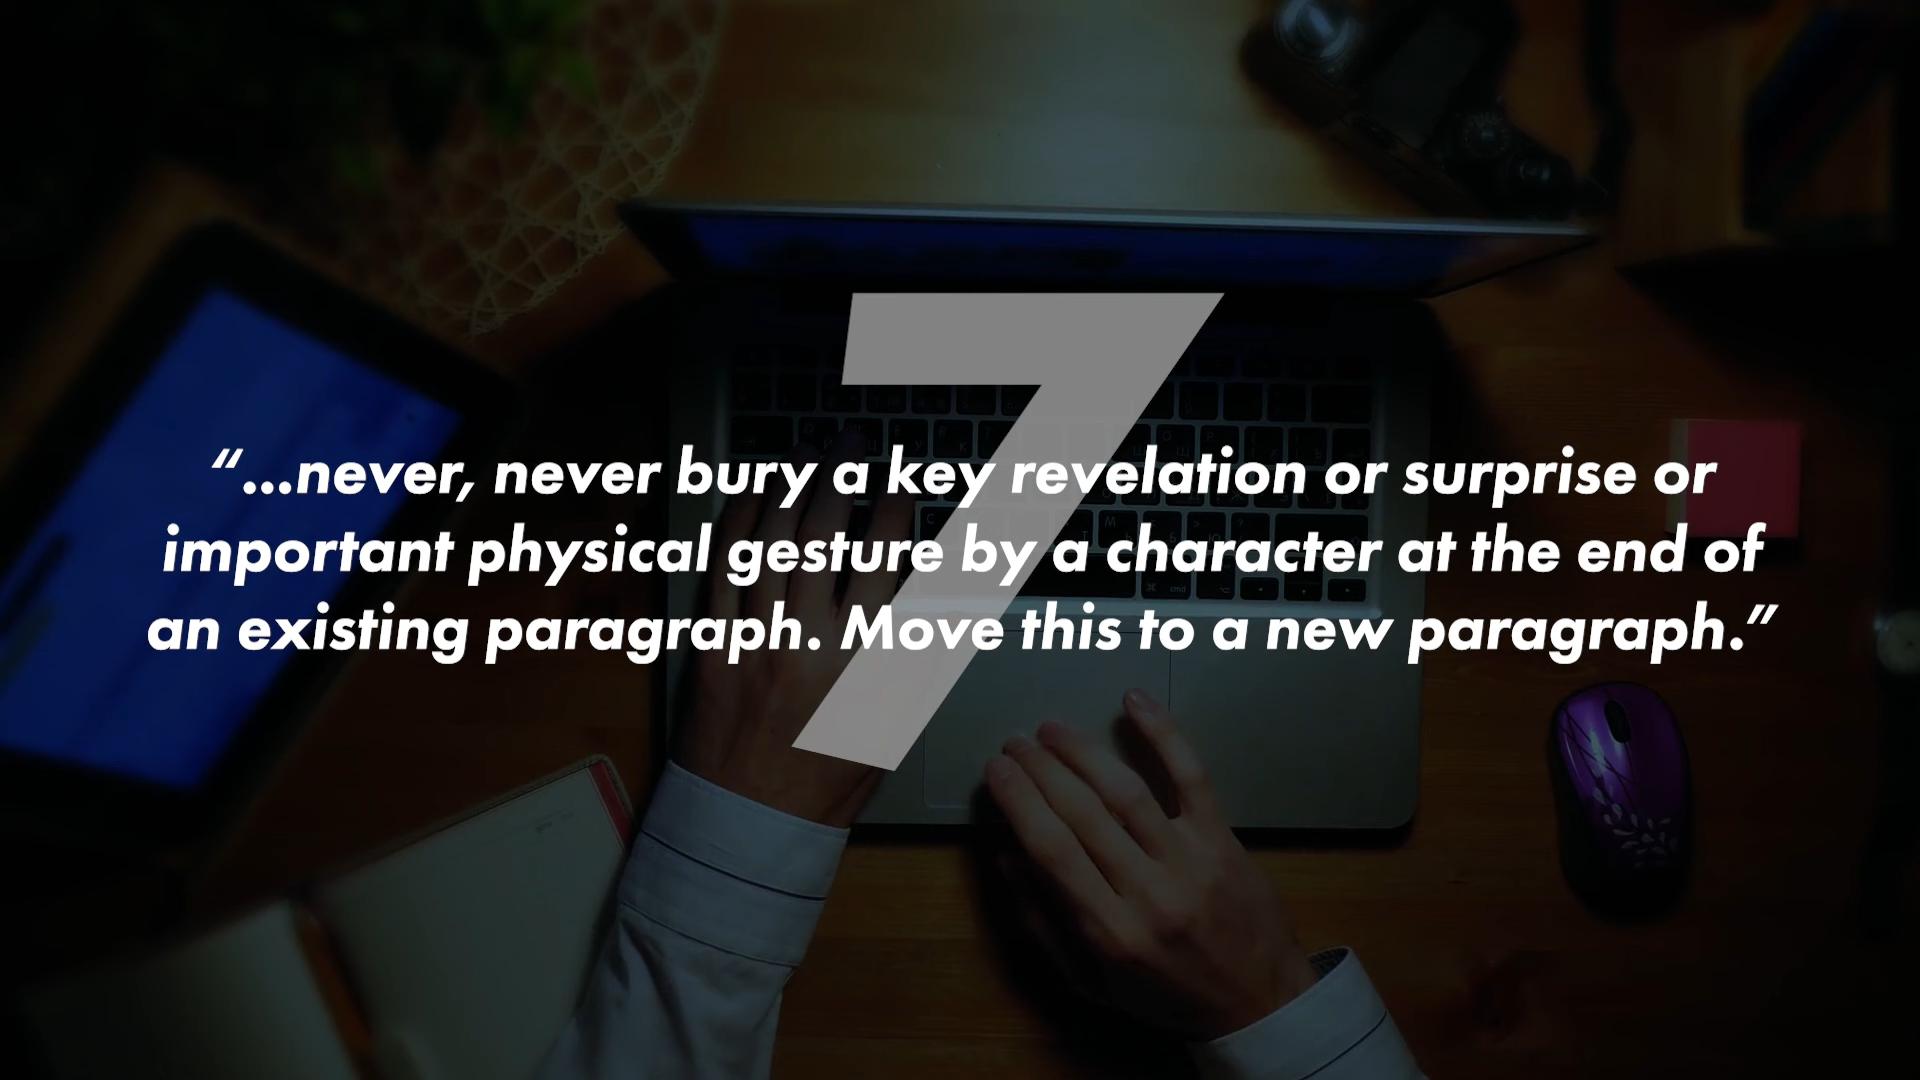 7
“...never, never bury a key revelation or surprise or
important physical gesture by a character at the end of
an existing paragraph. Move this to a new paragraph.”